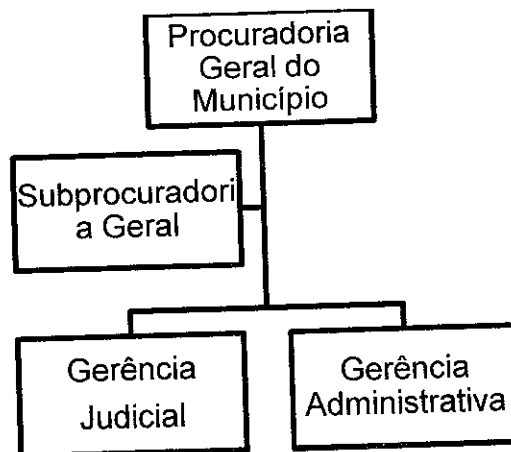 Procuradoria
Geral do
Município
Subprocuradori
a Geral
Gerência
Judicial
Gerência
Administrativa